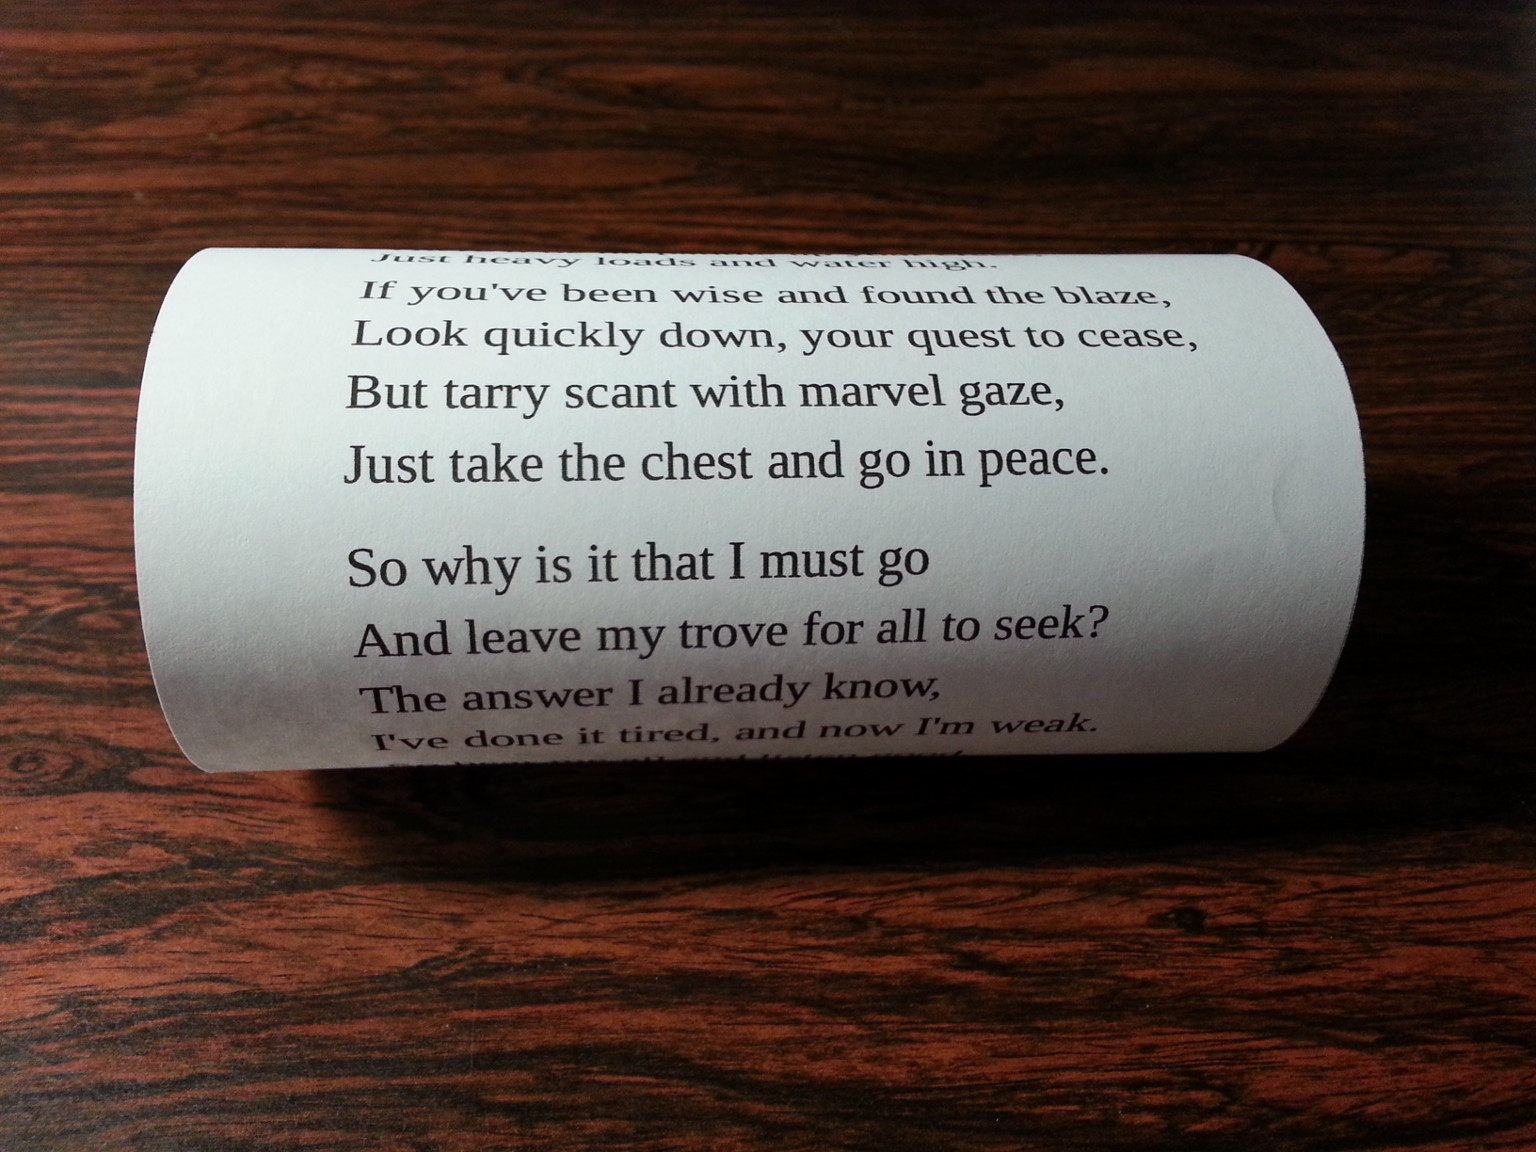 Just heavy loads and water high.
If you've been wise and found the blaze,
Look quickly down, your quest to cease,
But tarry scant with marvel gaze,
Just take the chest and go in peace.
So why is it that I must go
And leave my trove for all to seek?
The answer I already know,
I've done it tired, and now I'm weak.